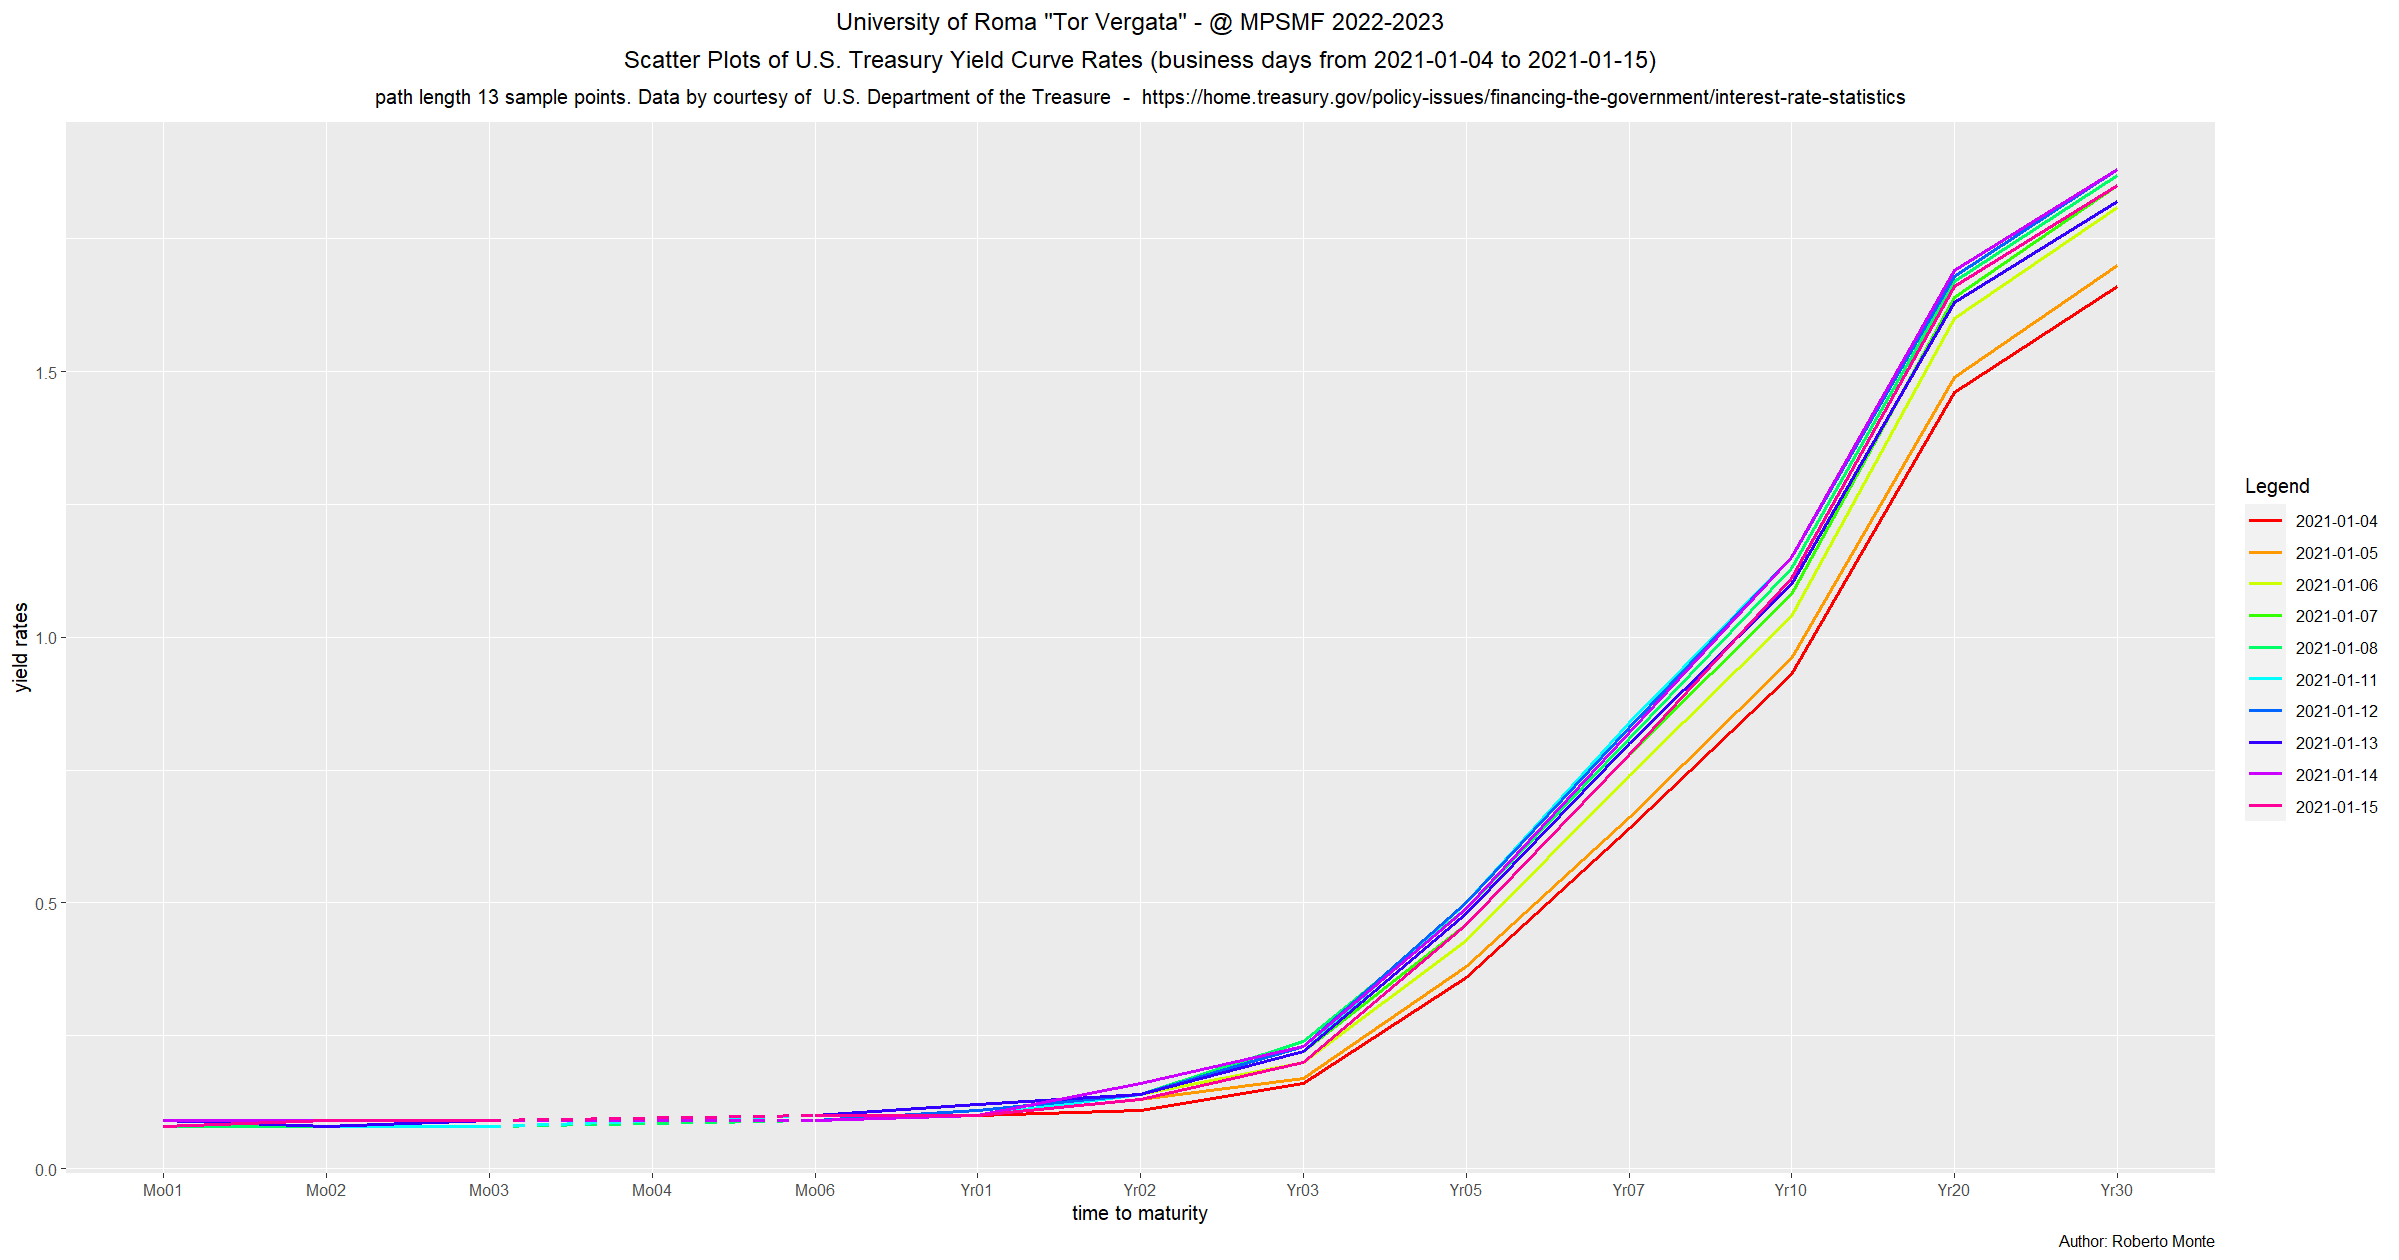 University of Roma "Tor Vergata" - @ MPSMF 2022-2023
Scatter Plots of U.S. Treasury Yield Curve Rates (business days from 2021-01-04 to 2021-01-15)
path length 13 sample points. Data by courtesy of  U.S. Department of the Treasure  -  https://home.treasury.gov/policy-issues/financing-the-government/interest-rate-statistics
yield rates
1.5
1.0
0.5
0.0
Mo01 Mo02 Mo03 Mo04 Mo06 Yr01 Yr02 Yr03 Yr05 Yr07 Yr10 Yr20 Yr30
time to maturity
Legend
2021-01-04
2021-01-05
2021-01-06
2021-01-07
2021-01-08
2021-01-11
2021-01-12
2021-01-13
2021-01-14
2021-01-15
Author: Roberto Monte